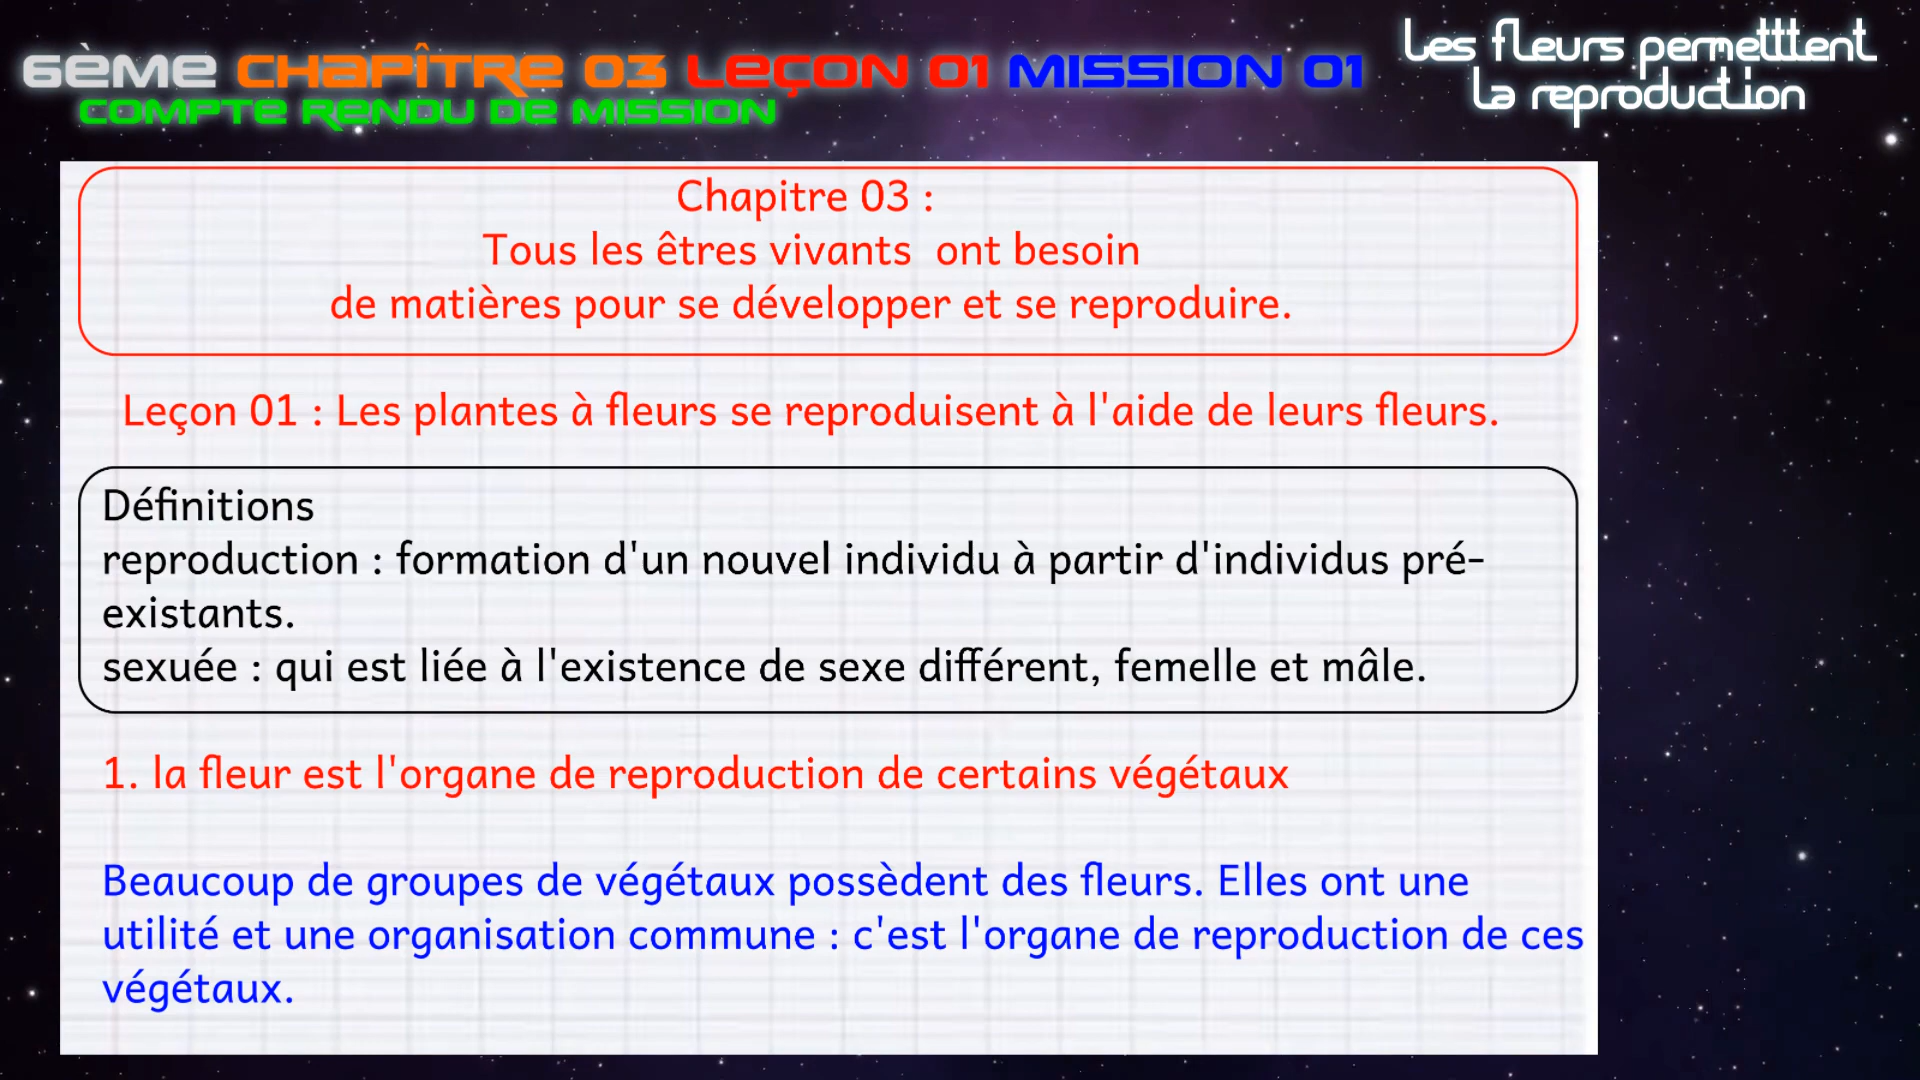 6ème Chapître 03 Leçon 01 Mission 01
Compte rendu de mission
Les fleurs permetttent
la reproduction
Chapitre 03 :
Tous les êtres vivants ont besoin
de matières pour se développer et se reproduire.
Leçon 01 : Les plantes à fleurs se reproduisent à l'aide de leurs fleurs.
Définitions
reproduction : formation d'un nouvel individu à partir d'individus pré-
existants.
sexuée : qui est liée à l'existence de sexe différent, femelle et mâle.
1. la fleur est l'organe de reproduction de certains végétaux
Beaucoup de groupes de végétaux possèdent des fleurs. Elles ont une
utilité et une organisation commune : c'est l'organe de reproduction de ces
végétaux.